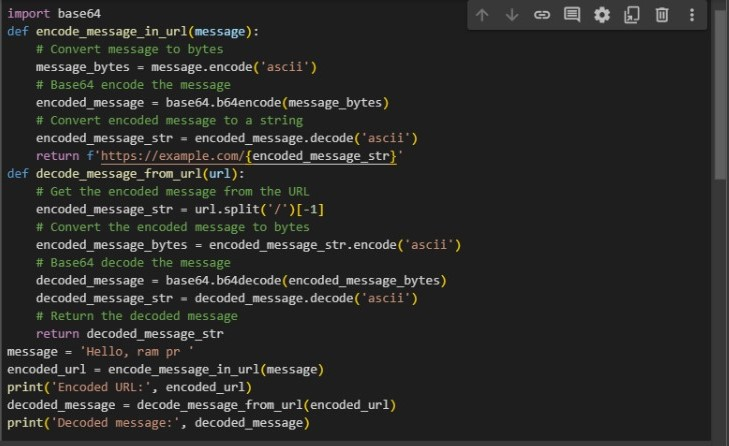 import base64
def encode_message_in_url(message):
    # Convert message to bytes
    message_bytes = message.encode('ascii')
    # Base64 encode the message
    encoded_message = base64.b64encode(message_bytes)
    # Convert encoded message to a string
    encoded_message_str = encoded_message.decode('ascii')
    return f'https://example.com/{encoded_message_str}'
def decode_message_from_url(url):
    # Get the encoded message from the URL
    encoded_message_str = url.split('/')[-1]
    # Convert the encoded message to bytes
    encoded_message_bytes = encoded_message_str.encode('ascii')
    # Base64 decode the message
    decoded_message = base64.b64decode(encoded_message_bytes)
    decoded_message_str = decoded_message.decode('ascii')
    # Return the decoded message
    return decoded_message_str
message = 'Hello, ram pr '
encoded_url = encode_message_in_url(message)
print('Encoded URL:', encoded_url)
decoded_message = decode_message_from_url(encoded_url)
print('Decoded message:', decoded_message)